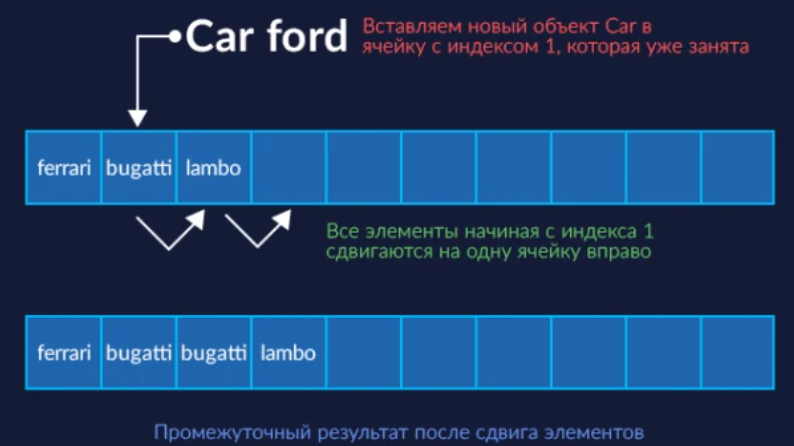 Car ford
Вставляем новый объект Car в
ячейку с индексом 1, которая уже занята
ferrari bugatti lambo
Все элементы начиная с индекса 1
сдвигаются на одну ячейку вправо
ferrari bugatti bugatti lambo
Промежуточный результат после сдвига элементов